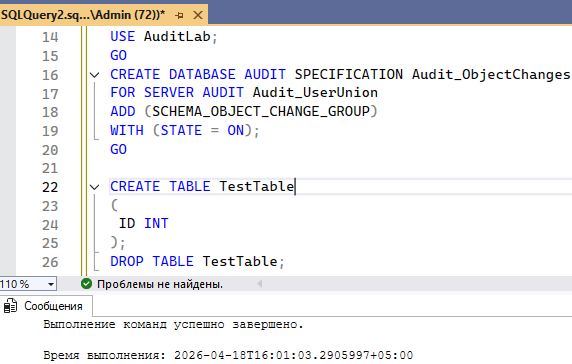 SQLQuery2.sq...\Admin (72))*
14 USE AuditLab;
15 GO
16 CREATE DATABASE AUDIT SPECIFICATION Audit_ObjectChanges
17 FOR SERVER AUDIT Audit_UserUnion
18 ADD (SCHEMA_OBJECT_CHANGE_GROUP)
19 WITH (STATE = ON);
20 GO
21
22 CREATE TABLE TestTable
23 (
24 ID INT
25 );
26 DROP TABLE TestTable;
110 % Проблемы не найдены.
Сообщения
Выполнение команд успешно завершено.
Время выполнения: 2026-04-18T16:01:03.2905997+05:00